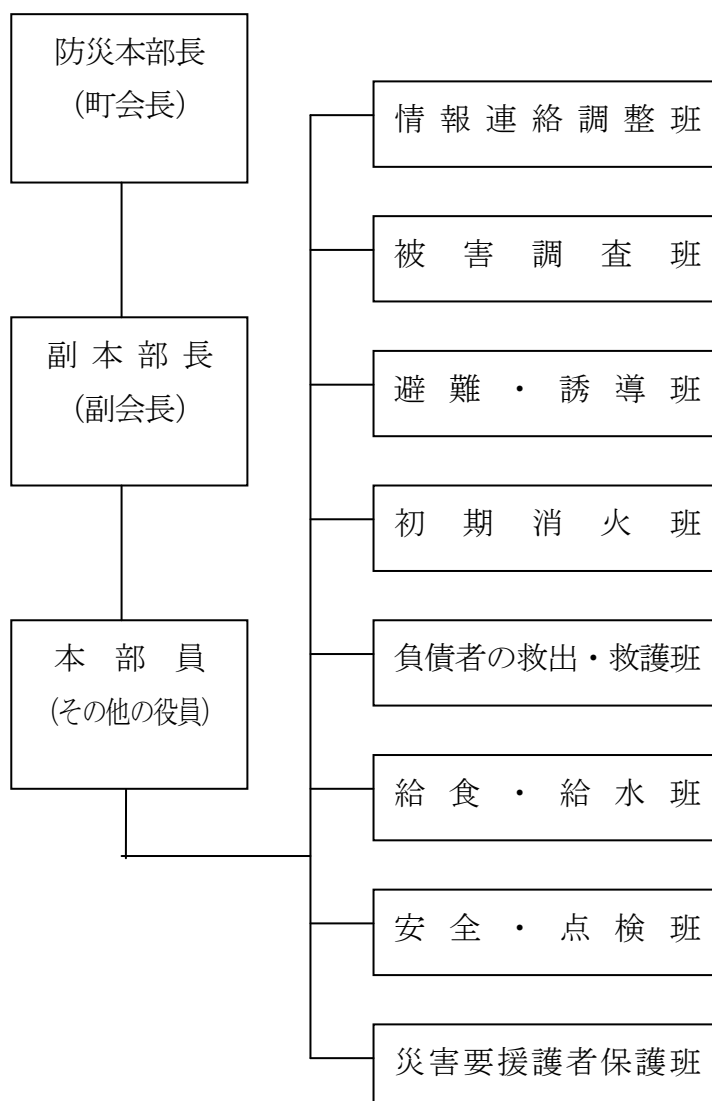 防災本部長
(町会長)
副本部長
(副会長)
本部員
(その他の役員)
情報連絡調整班
被害調査班
避難・誘導班
初期消火班
負債者の救出・救護班
給食・給水班
安全・点検班
災害要援護者保護班